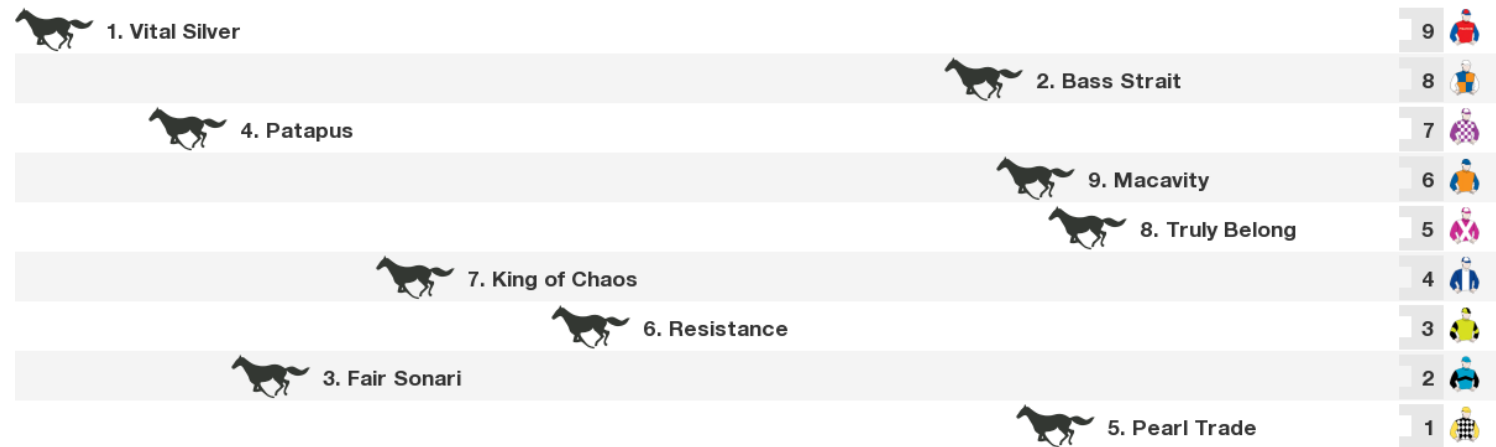 1. Vital Silver 9
2. Bass Strait 8
4. Patapus 7
9. Macavity 6
8. Truly Belong 5
7. King of Chaos 4
6. Resistance 3
3. Fair Sonari 2
5. Pearl Trade 1